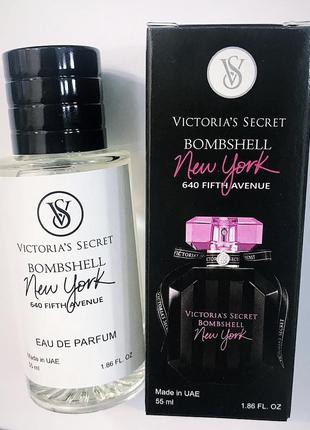 VS
VICTORIA'S SECRET
BOMBSHELL
New York
640 FIFTH AVENUE
EAU DE PARFUM
Made in UAE
55 ml
1.86 FL. OZ
VS
VICTORIA'S SECRET
BOMBSHELL
New York
640 FIFTH AVENUE
VICTORIA'S SECRET
BOMBSHELL
New York
Made in UAE
55 ml
1.86 FL. OZ